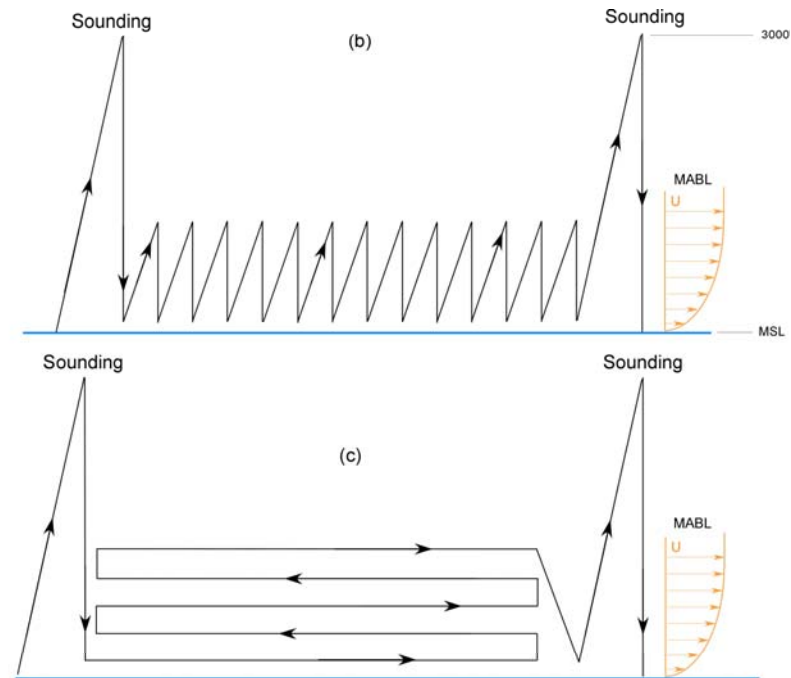 Sounding
Sounding
(b)
3000'
MABL
U
MSL
Sounding
Sounding
(c)
MABL
U